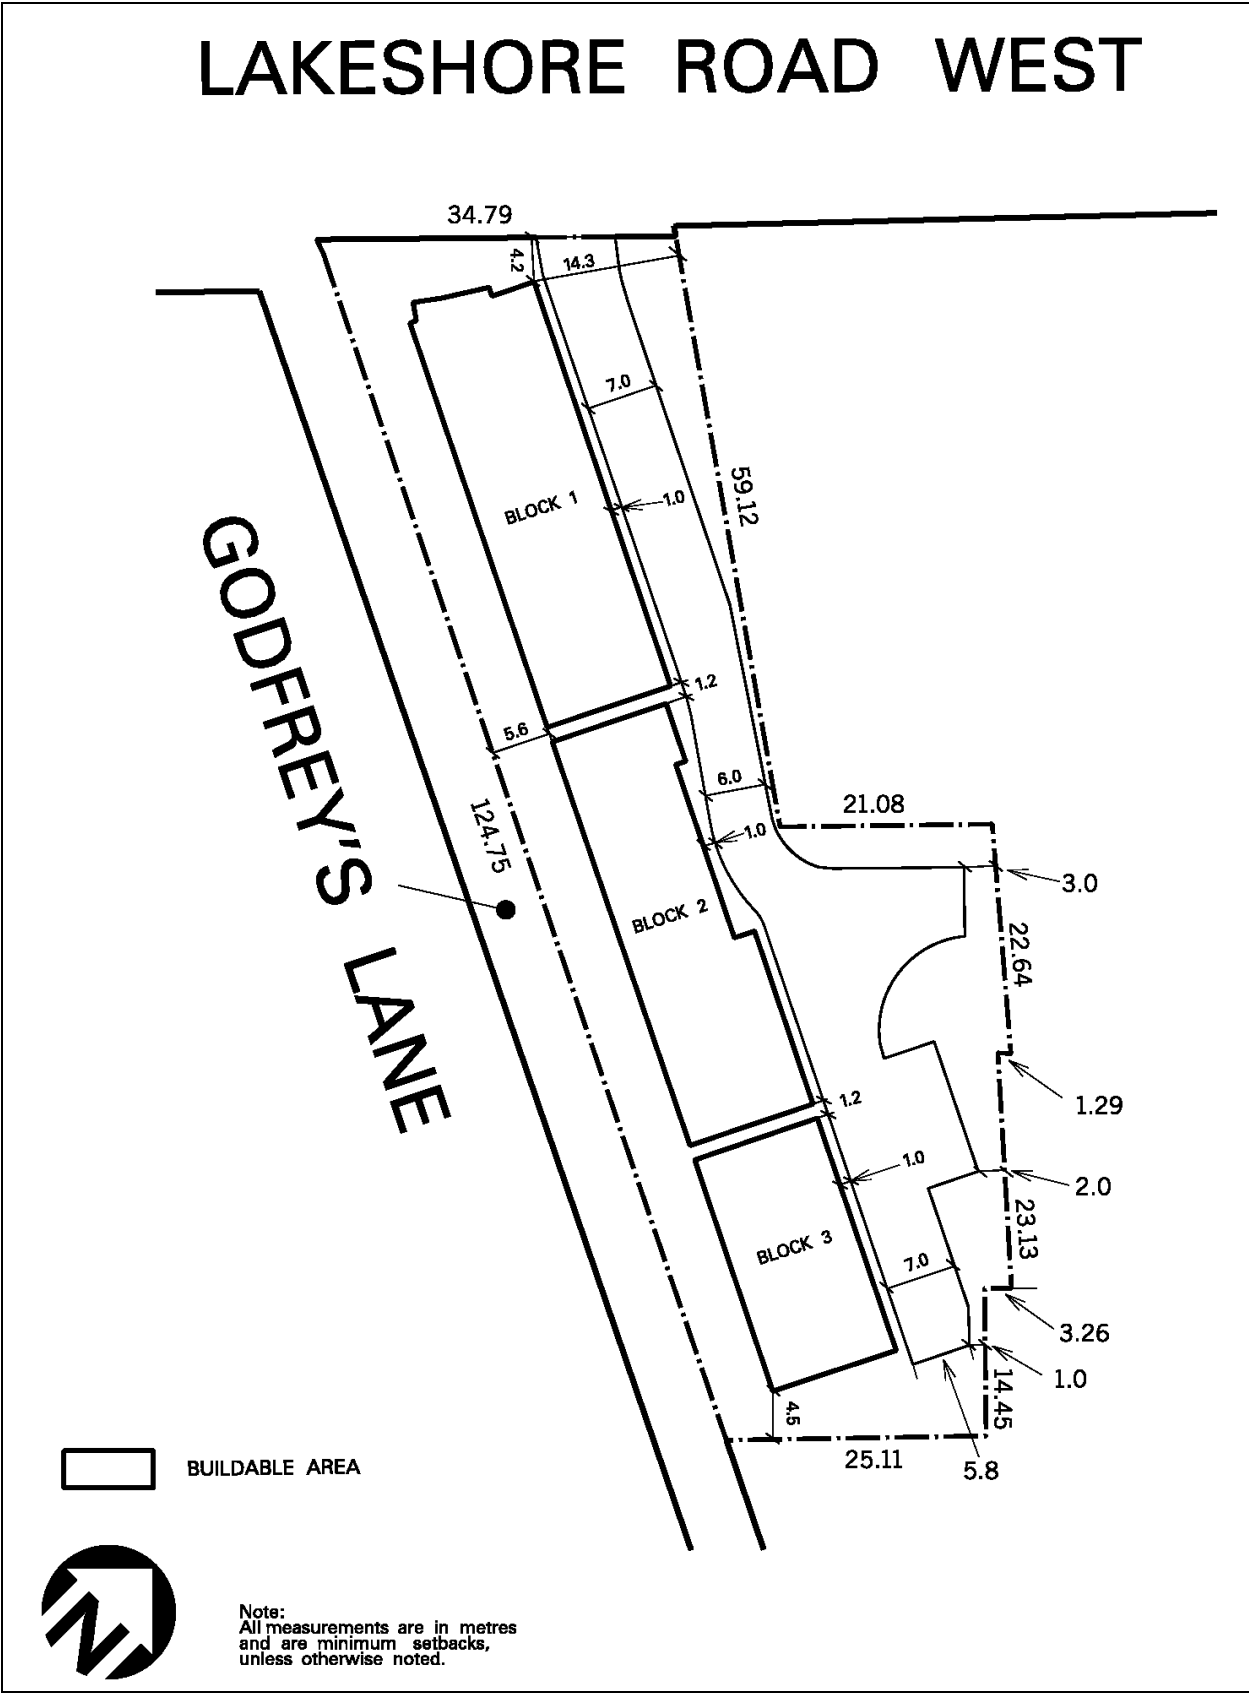 LAKESHORE ROAD WEST
34.79
4.2
14.3
7.0
59.12
BLOCK 1
1.0
GODFREY'S LANE
1.2
5.6
6.0
21.08
124.75
1.0
3.0
BLOCK 2
22.64
1.2
1.29
1.0
2.0
23.13
BLOCK 3
7.0
3.26
1.0
14.45
4.5
25.11
5.8
BUILDABLE AREA
N
Note:
All measurements are in metres
and are minimum setbacks,
unless otherwise noted.